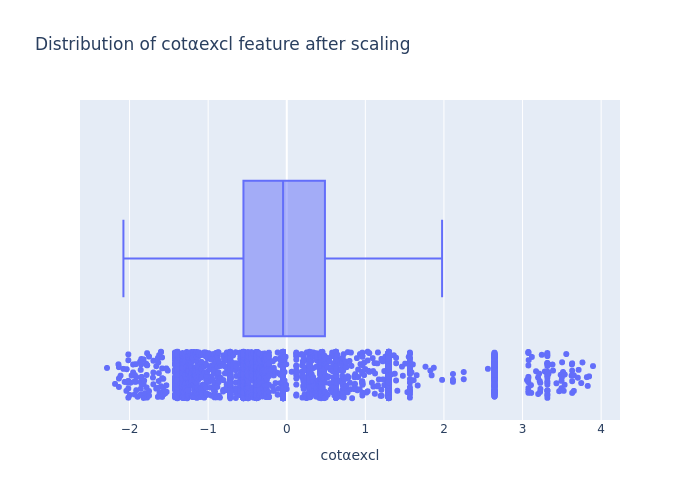 Distribution of cotαexcl feature after scaling
−2 −1 0 1 2 3 4
cotαexcl